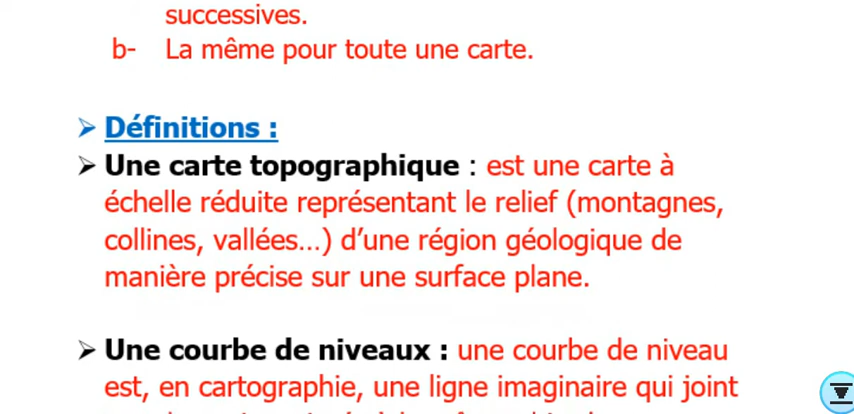 successives.
b- La même pour toute une carte.
➢ Définitions :
➢ Une carte topographique : est une carte à
échelle réduite représentant le relief (montagnes,
collines, vallées...) d'une région géologique de
manière précise sur une surface plane.
➢ Une courbe de niveaux : une courbe de niveau
est, en cartographie, une ligne imaginaire qui joint